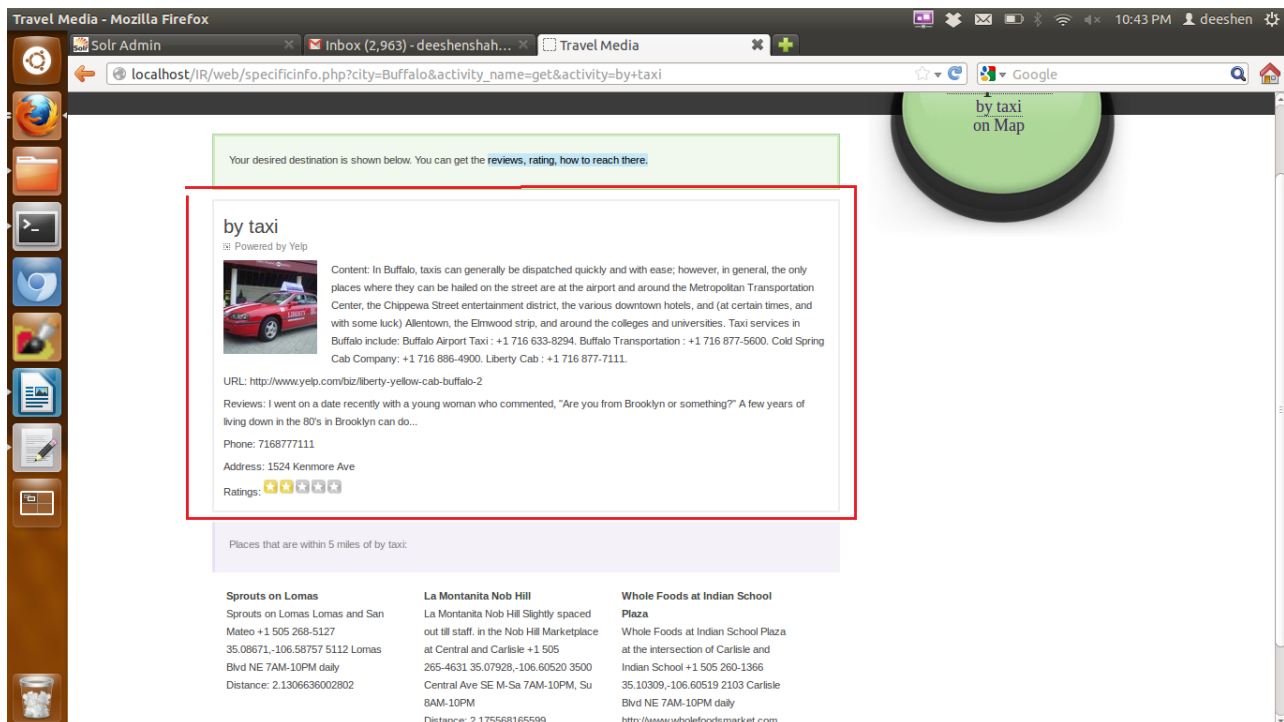 Travel Media - Mozilla Firefox
10:43 PM deeshen
Solr Admin
Inbox (2,963) - deeshenshah...
Travel Media
localhost/IR/web/specificinfo.php?city=Buffalo&activity_name=get&activity=by+taxi
Google
by taxi
on Map
Your desired destination is shown below. You can get the reviews, rating, how to reach there.
by taxi
Powered by Yelp
LIBERTY
Content: In Buffalo, taxis can generally be dispatched quickly and with ease; however, in general, the only
places where they can be hailed on the street are at the airport and around the Metropolitan Transportation
Center, the Chippewa Street entertainment district, the various downtown hotels, and (at certain times, and
with some luck) Allentown, the Elmwood strip, and around the colleges and universities. Taxi services in
Buffalo include: Buffalo Airport Taxi : +1 716 633-8294. Buffalo Transportation : +1 716 877-5600. Cold Spring
Cab Company: +1 716 886-4900. Liberty Cab : +1 716 877-7111.
URL: http://www.yelp.com/biz/liberty-yellow-cab-buffalo-2
Reviews: I went on a date recently with a young woman who commented, "Are you from Brooklyn or something?" A few years of
living down in the 80's in Brooklyn can do...
Phone: 7168777111
Address: 1524 Kenmore Ave
Ratings:
Places that are within 5 miles of by taxi:
Sprouts on Lomas
Sprouts on Lomas Lomas and San
Mateo +1 505 268-5127
35.08671,-106.58757 5112 Lomas
Blvd NE 7AM-10PM daily
Distance: 2.1306636002802
La Montanita Nob Hill
La Montanita Nob Hill Slightly spaced
out till staff. in the Nob Hill Marketplace
at Central and Carlisle +1 505
265-4631 35.07928,-106.60520 3500
Central Ave SE M-Sa 7AM-10PM, Su
8AM-10PM
Distance: 2.175568165599
Whole Foods at Indian School
Plaza
Whole Foods at Indian School Plaza
at the intersection of Carlisle and
Indian School +1 505 260-1366
35.10309,-106.60519 2103 Carlisle
Blvd NE 7AM-10PM daily
http://www.wholefoodsmarket.com